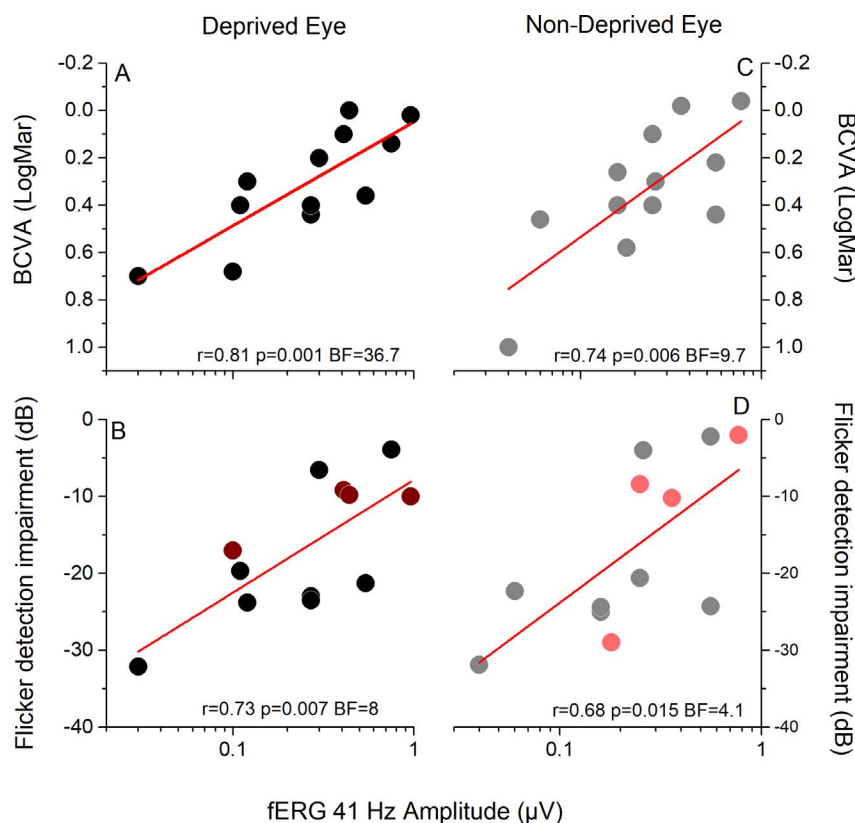 Deprived Eye
Non-Deprived Eye
A
BCVA (LogMar)
-0.2
0.0
0.2
0.4
0.6
0.8
1.0
r=0.81 p=0.001 BF=36.7
C
BCVA (LogMar)
-0.2
0.0
0.2
0.4
0.6
0.8
1.0
r=0.74 p=0.006 BF=9.7
B
Flicker detection impairment (dB)
0
-10
-20
-30
-40
r=0.73 p=0.007 BF=8
0.1
1
D
Flicker detection impairment (dB)
0
-10
-20
-30
-40
r=0.68 p=0.015 BF=4.1
0.1
1
fERG 41 Hz Amplitude (µV)